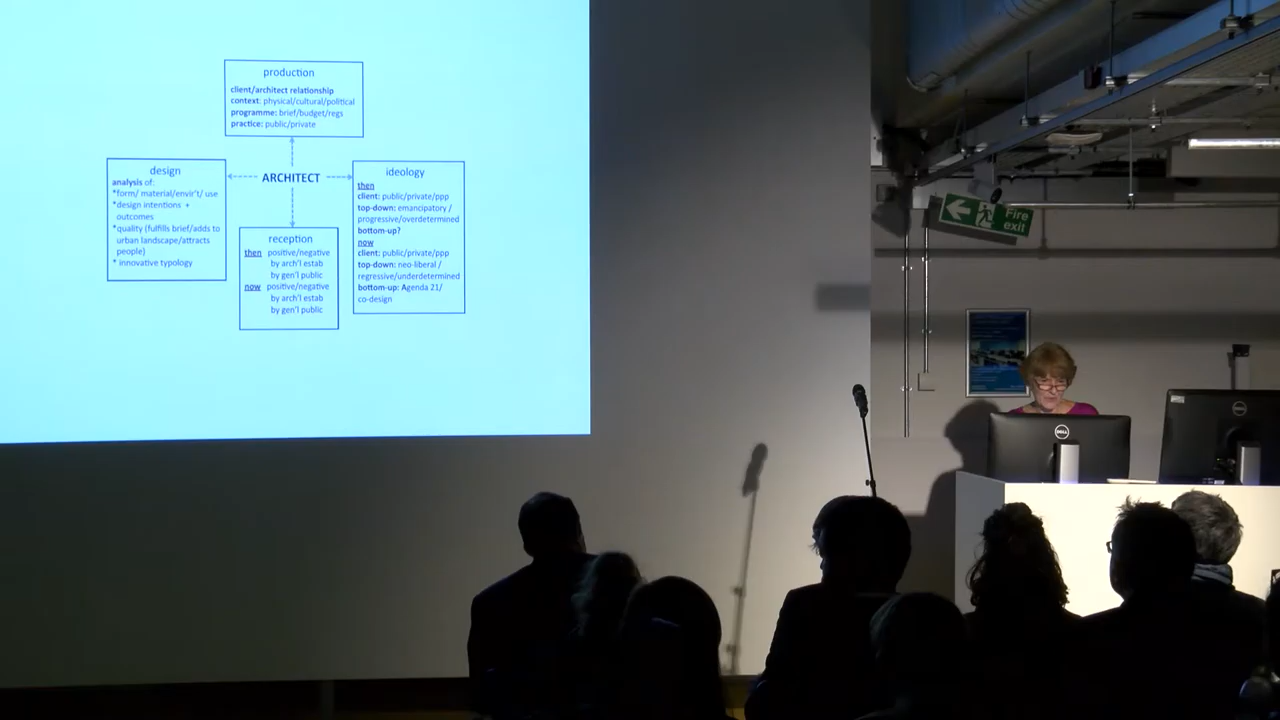 production
client/architect relationship
context: physical/cultural/political
programme: brief/budget/regs
practice: public/private
design
analysis of:
*form/ material/envir't/ use
*design intentions +
outcomes
*quality (fulfills brief/adds to
urban landscape/attracts
people)
* innovative typology
ARCHITECT
ideology
then
client: public/private/ppp
top-down: emancipatory /
progressive/overdetermined
bottom-up?
now
client: public/private/ppp
top-down: neo-liberal /
regressive/underdetermined
bottom-up: Agenda 21/
co-design
reception
then positive/negative
by arch'l estab
by gen'l public
now positive/negative
by arch'l estab
by gen'l public
Fire
exit
DELL
DELL